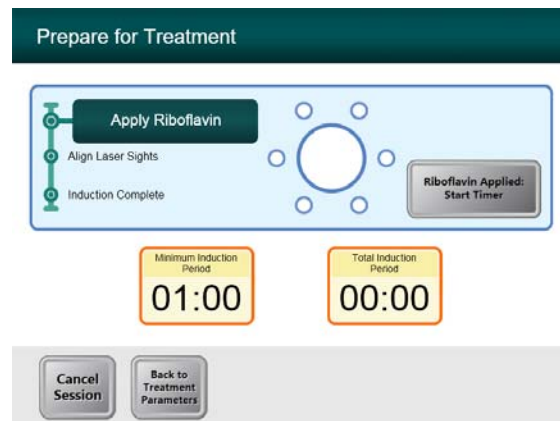 Prepare for Treatment
Apply Riboflavin
Align Laser Sights
Induction Complete
Riboflavin Applied:
Start Timer
Minimum Induction
Period
01:00
Total Induction
Period
00:00
Cancel
Session
Back to
Treatment
Parameters